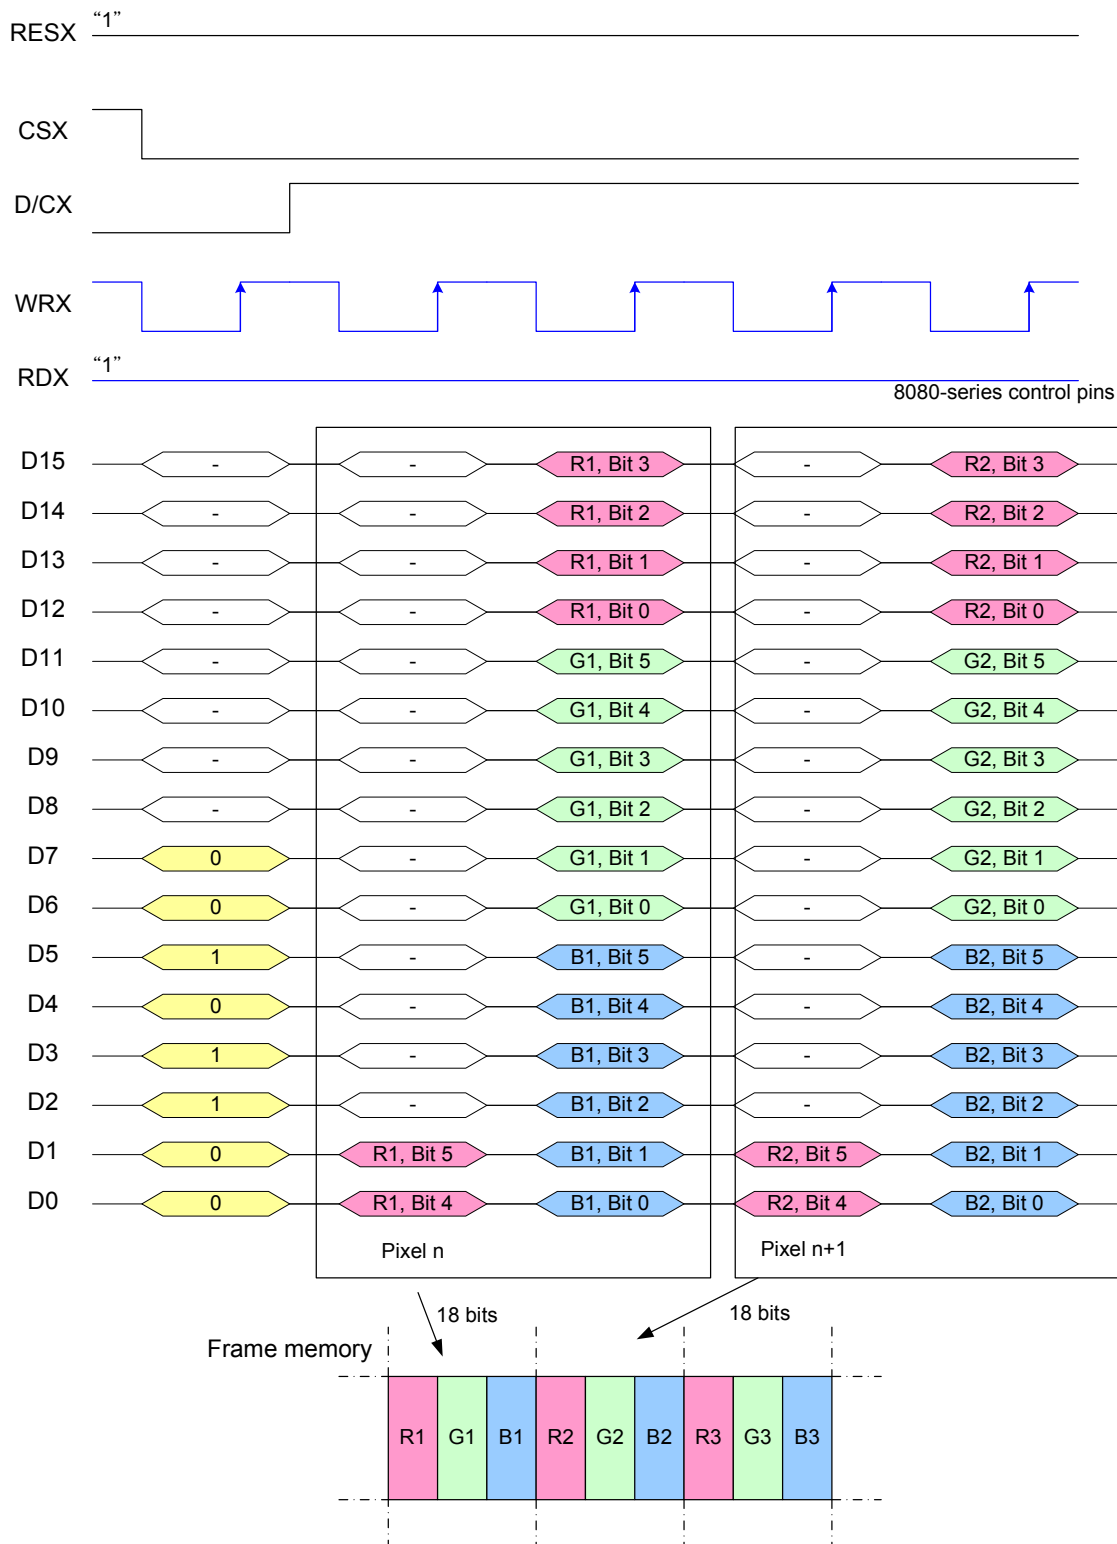 RESX “1”
CSX
D/CX
WRX
RDX “1”
8080-series control pins
D15 - - R1, Bit 3 - R2, Bit 3
D14 - - R1, Bit 2 - R2, Bit 2
D13 - - R1, Bit 1 - R2, Bit 1
D12 - - R1, Bit 0 - R2, Bit 0
D11 - - G1, Bit 5 - G2, Bit 5
D10 - - G1, Bit 4 - G2, Bit 4
D9 - - G1, Bit 3 - G2, Bit 3
D8 - - G1, Bit 2 - G2, Bit 2
D7 0 - G1, Bit 1 - G2, Bit 1
D6 0 - G1, Bit 0 - G2, Bit 0
D5 1 - B1, Bit 5 - B2, Bit 5
D4 0 - B1, Bit 4 - B2, Bit 4
D3 1 - B1, Bit 3 - B2, Bit 3
D2 1 - B1, Bit 2 - B2, Bit 2
D1 0 R1, Bit 5 B1, Bit 1 R2, Bit 5 B2, Bit 1
D0 0 R1, Bit 4 B1, Bit 0 R2, Bit 4 B2, Bit 0
Pixel n Pixel n+1
18 bits 18 bits
Frame memory
R1 G1 B1 R2 G2 B2 R3 G3 B3